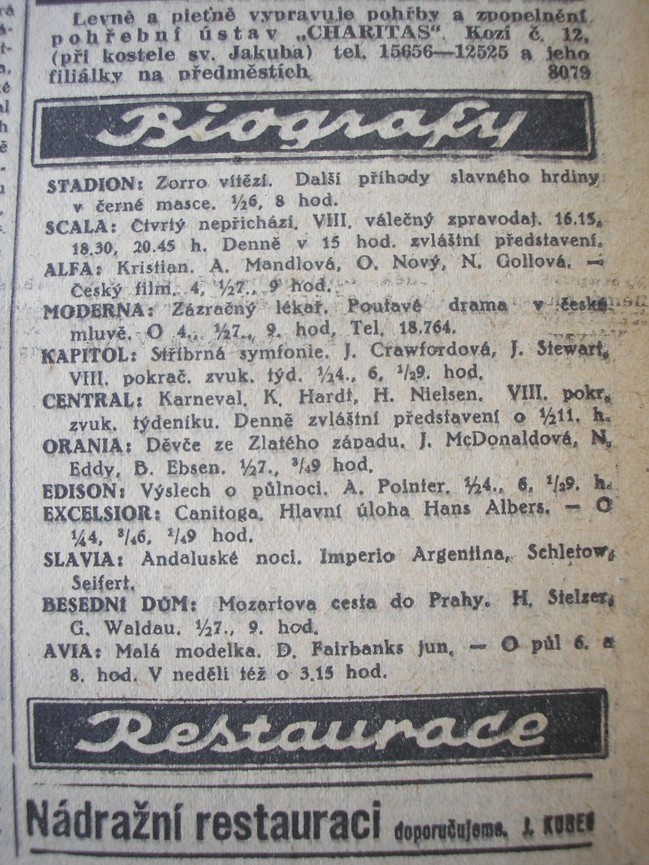 Levně a pietně vypravuje pohřby a zpopelnění
pohřební ústav „CHARITAS“. Kozí č. 12,
(při kostele sv. Jakuba) tel. 15656—12525 a jeho
filiálky na předměstích 8079
Biografy
STADION: Zorro vítězí. Další příhody slavného hrdiny
v černé masce. ½6, 8 hod.
SCALA: Čtvrtý nepřichází. VIII. válečný zpravodaj. 16.15,
18.30, 20.45 h. Denně v 15 hod. zvláštní představení.
ALFA: Kristian. A. Mandlová, O. Nový, N. Gollová. —
Český film. 4, ½7., 9 hod.
MODERNA: Zázračný lékař. Poutavé drama v české
mluvě. O 4., ½7., 9. hod. Tel. 18.764.
KAPITOL: Stříbrná symfonie. J. Crawfordová, J. Stewart,
VIII. pokrač. zvuk. týd. ½4., 6, ½9. hod.
CENTRAL: Karneval. K. Hardt, H. Nielsen. VIII. pokr.
zvuk. týdeníku. Denně zvláštní představení o ½11. h.
ORANIA: Děvče ze Zlatého západu. J. McDonaldová, N.
Eddy, B. Ebsen. ½7., ¾9 hod.
EDISON: Výslech o půlnoci. A. Pointer. ½4., 6, ½9. h.
EXCELSIOR: Canitoga. Hlavní úloha Hans Albers. — O
¼4, ¾6, ¼9 hod.
SLAVIA: Andaluské noci. Imperio Argentina, Schletow,
Seifert.
BESEDNÍ DŮM: Mozartova cesta do Prahy. H. Stelzer,
G. Waldau. ½7., 9. hod.
AVIA: Malá modelka. D. Fairbanks jun. — O půl 6. a
8. hod. V neděli též o 3.15 hod.
Restaurace
Nádražní restauraci doporučujeme. J.